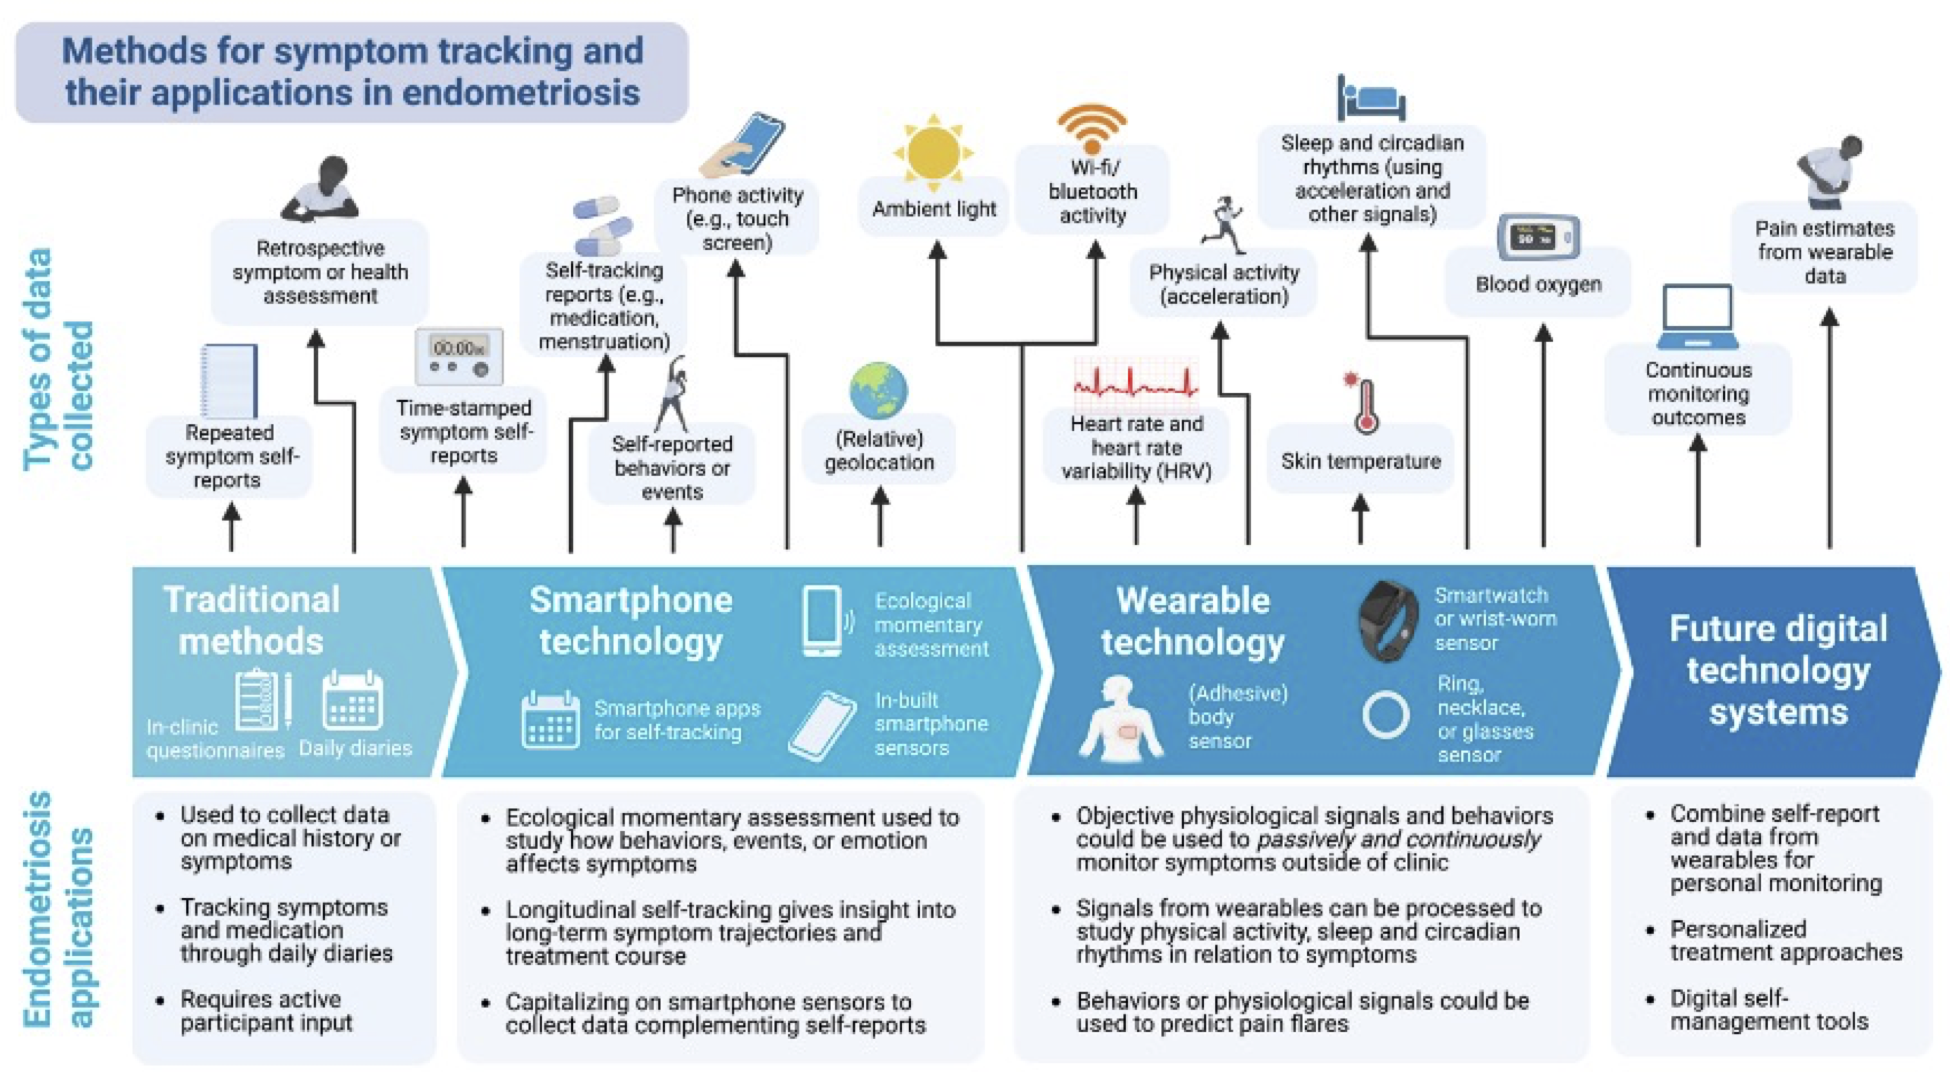 Methods for symptom tracking and
their applications in endometriosis
Types of data
collected
Repeated
symptom self-
reports
Retrospective
symptom or health
assessment
00:00
Time-stamped
symptom self-
reports
Self-tracking
reports (e.g.,
medication,
menstruation)
Self-reported
behaviors or
events
Phone activity
(e.g., touch
screen)
(Relative)
geolocation
Ambient light
Wi-fi/
bluetooth
activity
Heart rate and
heart rate
variability (HRV)
Physical activity
(acceleration)
Sleep and circadian
rhythms (using
acceleration and
other signals)
Skin temperature
Blood oxygen
Continuous
monitoring
outcomes
Pain estimates
from wearable
data
Traditional
methods
In-clinic
questionnaires
Daily diaries
Smartphone
technology
Smartphone apps
for self-tracking
Ecological
momentary
assessment
In-built
smartphone
sensors
Wearable
technology
(Adhesive)
body
sensor
Smartwatch
or wrist-worn
sensor
Ring,
necklace,
or glasses
sensor
Future digital
technology
systems
Endometriosis
applications
• Used to collect data
on medical history or
symptoms
• Tracking symptoms
and medication
through daily diaries
• Requires active
participant input
• Ecological momentary assessment used to
study how behaviors, events, or emotion
affects symptoms
• Longitudinal self-tracking gives insight into
long-term symptom trajectories and
treatment course
• Capitalizing on smartphone sensors to
collect data complementing self-reports
• Objective physiological signals and behaviors
could be used to passively and continuously
monitor symptoms outside of clinic
• Signals from wearables can be processed to
study physical activity, sleep and circadian
rhythms in relation to symptoms
• Behaviors or physiological signals could be
used to predict pain flares
• Combine self-report
and data from
wearables for
personal monitoring
• Personalized
treatment approaches
• Digital self-
management tools